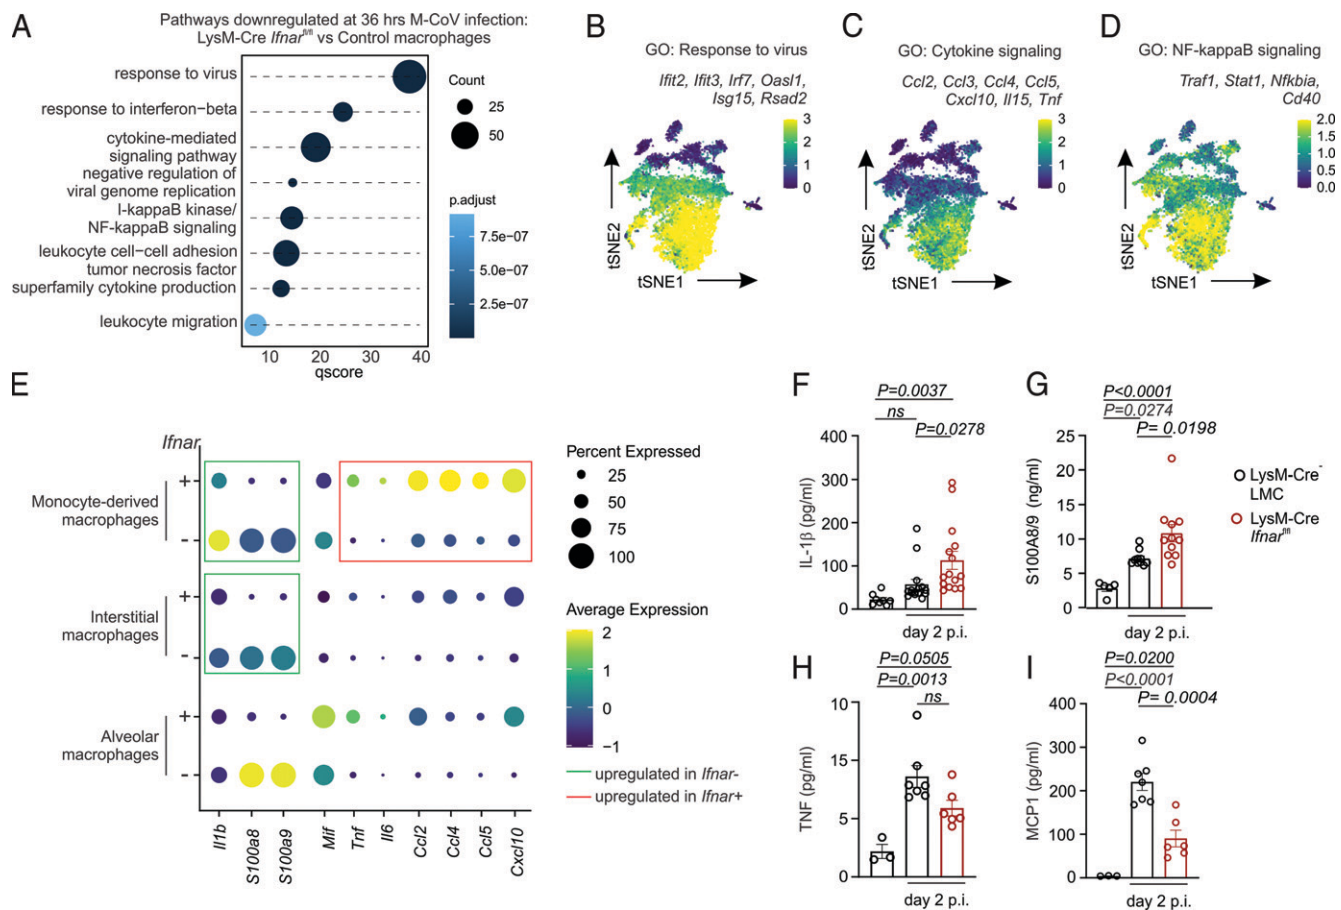 A
Pathways downregulated at 36 hrs M-CoV infection:
LysM-Cre Ifnarfl/fl vs Control macrophages
response to virus
response to interferon−beta
cytokine-mediated
signaling pathway
negative regulation of
viral genome replication
I-kappaB kinase/
NF-kappaB signaling
leukocyte cell−cell adhesion
tumor necrosis factor
superfamily cytokine production
leukocyte migration
10
20
30
40
qscore
Count
25
50
p.adjust
7.5e−07
5.0e−07
2.5e−07
B
GO: Response to virus
Ifit2, Ifit3, Irf7, Oasl1,
Isg15, Rsad2
3
2
1
0
tSNE2
tSNE1
C
GO: Cytokine signaling
Ccl2, Ccl3, Ccl4, Ccl5,
Cxcl10, Il15, Tnf
3
2
1
0
tSNE2
tSNE1
D
GO: NF-kappaB signaling
Traf1, Stat1, Nfkbia,
Cd40
2.0
1.5
1.0
0.5
0.0
tSNE2
tSNE1
E
Ifnar
+
Monocyte-derived
macrophages
-
+
Interstitial
macrophages
-
+
Alveolar
macrophages
-
Il1b
S100a8
S100a9
Mif
Tnf
Il6
Ccl2
Ccl4
Ccl5
Cxcl10
Percent Expressed
25
50
75
100
Average Expression
2
1
0
−1
upregulated in Ifnar-
upregulated in Ifnar+
F
P=0.0037
ns
P=0.0278
400
300
200
100
0
IL-1β (pg/ml)
day 2 p.i.
G
P<0.0001
P=0.0274
P= 0.0198
25
20
15
10
5
0
S100A8/9 (ng/ml)
day 2 p.i.
LysM-Cre-
LMC
LysM-Cre
Ifnarfl/fl
H
P=0.0505
P=0.0013
ns
10
15
5
0
TNF (pg/ml)
day 2 p.i.
I
P=0.0200
P<0.0001
P= 0.0004
400
300
200
100
0
MCP1 (pg/ml)
day 2 p.i.